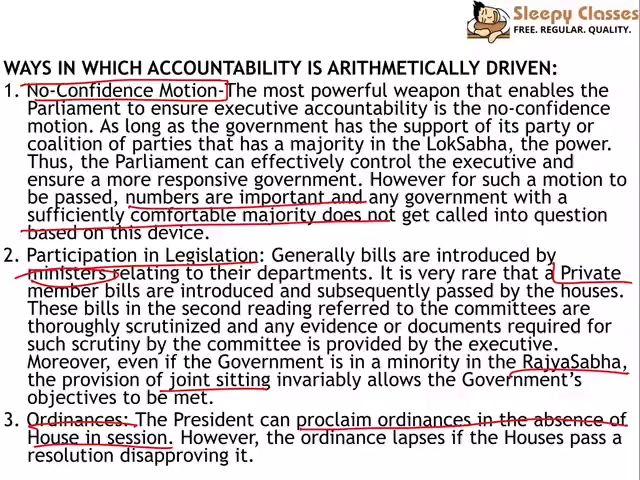 Sleepy Classes
FREE. REGULAR. QUALITY.
WAYS IN WHICH ACCOUNTABILITY IS ARITHMETICALLY DRIVEN:
1. No-Confidence Motion-The most powerful weapon that enables the
Parliament to ensure executive accountability is the no-confidence
motion. As long as the government has the support of its party or
coalition of parties that has a majority in the LokSabha, the power.
Thus, the Parliament can effectively control the executive and
ensure a more responsive government. However for such a motion to
be passed, numbers are important and any government with a
sufficiently comfortable majority does not get called into question
based on this device.
2. Participation in Legislation: Generally bills are introduced by
ministers relating to their departments. It is very rare that a Private
member bills are introduced and subsequently passed by the houses.
These bills in the second reading referred to the committees are
thoroughly scrutinized and any evidence or documents required for
such scrutiny by the committee is provided by the executive.
Moreover, even if the Government is in a minority in the RajyaSabha,
the provision of joint sitting invariably allows the Government's
objectives to be met.
3. Ordinances: The President can proclaim ordinances in the absence of
House in session. However, the ordinance lapses if the Houses pass a
resolution disapproving it.